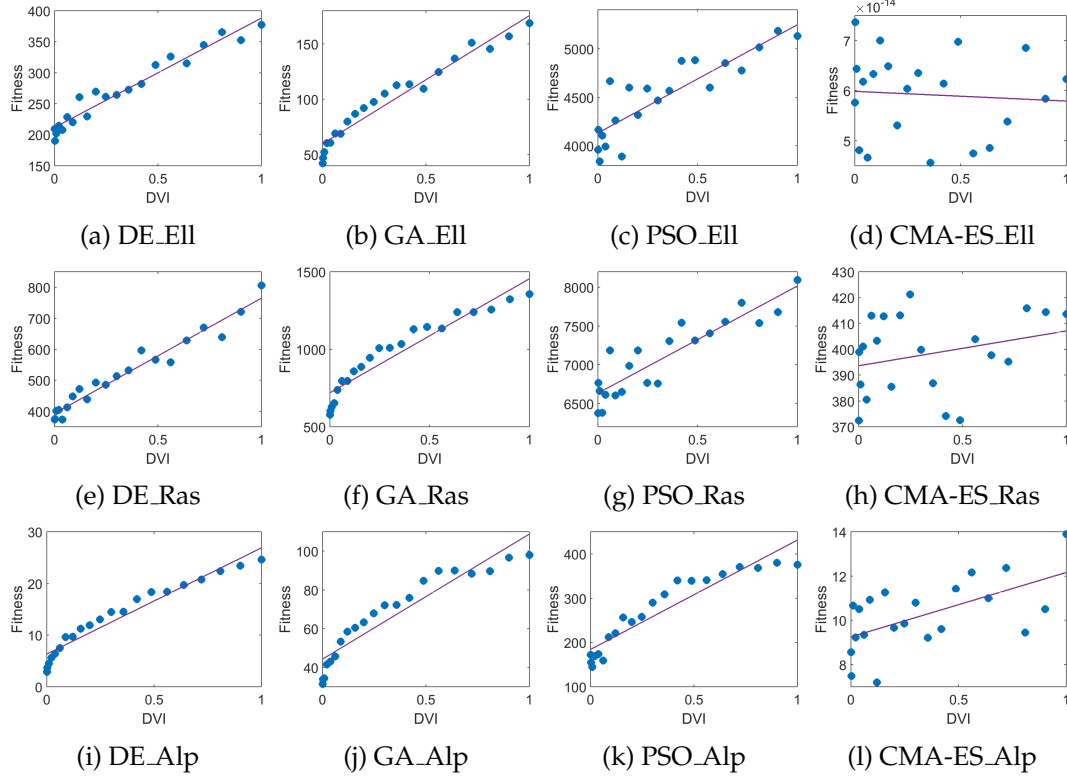 400
350
300
250
200
150
Fitness
0
0.5
1
DVI
(a) DE_Ell
150
100
50
Fitness
0
0.5
1
DVI
(b) GA_Ell
5000
4500
4000
Fitness
0
0.5
1
DVI
(c) PSO_Ell
×10⁻¹⁴
7
6
5
Fitness
0
0.5
1
DVI
(d) CMA-ES_Ell
800
700
600
500
400
Fitness
0
0.5
1
DVI
(e) DE_Ras
1500
1000
500
Fitness
0
0.5
1
DVI
(f) GA_Ras
8000
7500
7000
6500
Fitness
0
0.5
1
DVI
(g) PSO_Ras
430
420
410
400
390
380
370
Fitness
0
0.5
1
DVI
(h) CMA-ES_Ras
30
20
10
0
Fitness
0
0.5
1
DVI
(i) DE_Alp
100
80
60
40
Fitness
0
0.5
1
DVI
(j) GA_Alp
400
300
200
100
Fitness
0
0.5
1
DVI
(k) PSO_Alp
14
12
10
8
Fitness
0
0.5
1
DVI
(l) CMA-ES_Alp